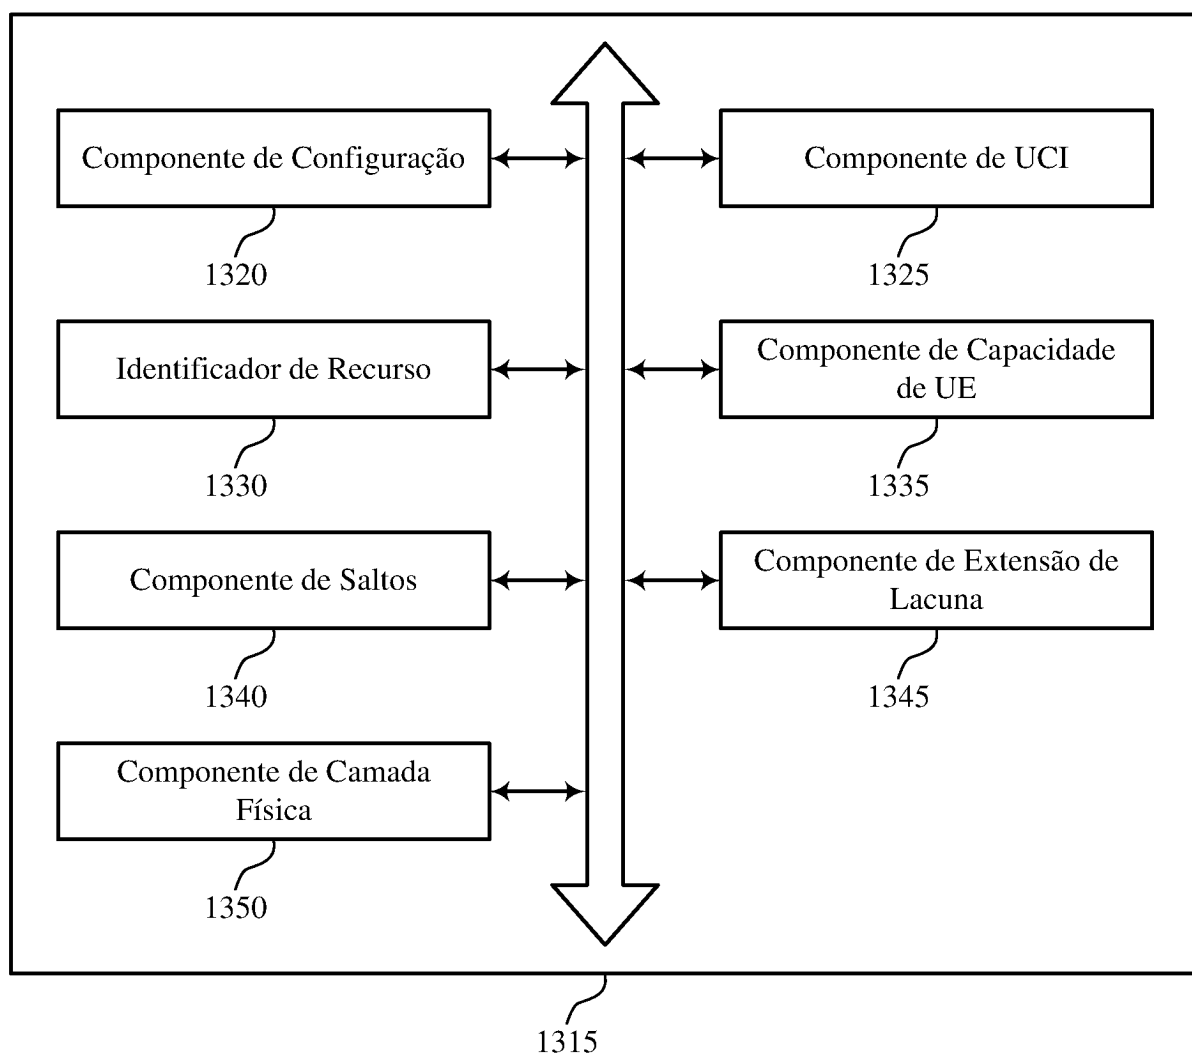 Componente de Configuração
1320
Componente de UCI
1325
Identificador de Recurso
1330
Componente de Capacidade
de UE
1335
Componente de Saltos
1340
Componente de Extensão de
Lacuna
1345
Componente de Camada
Física
1350
1315